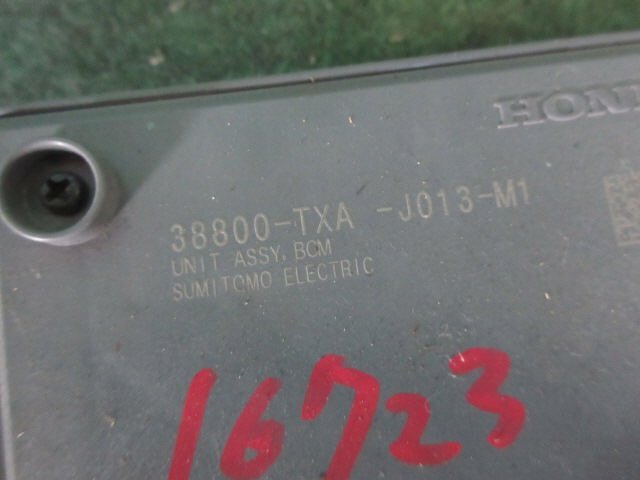 HON
38800-TXA -J013-M1
UNIT ASSY, BCM
SUMITOMO ELECTRIC
16723